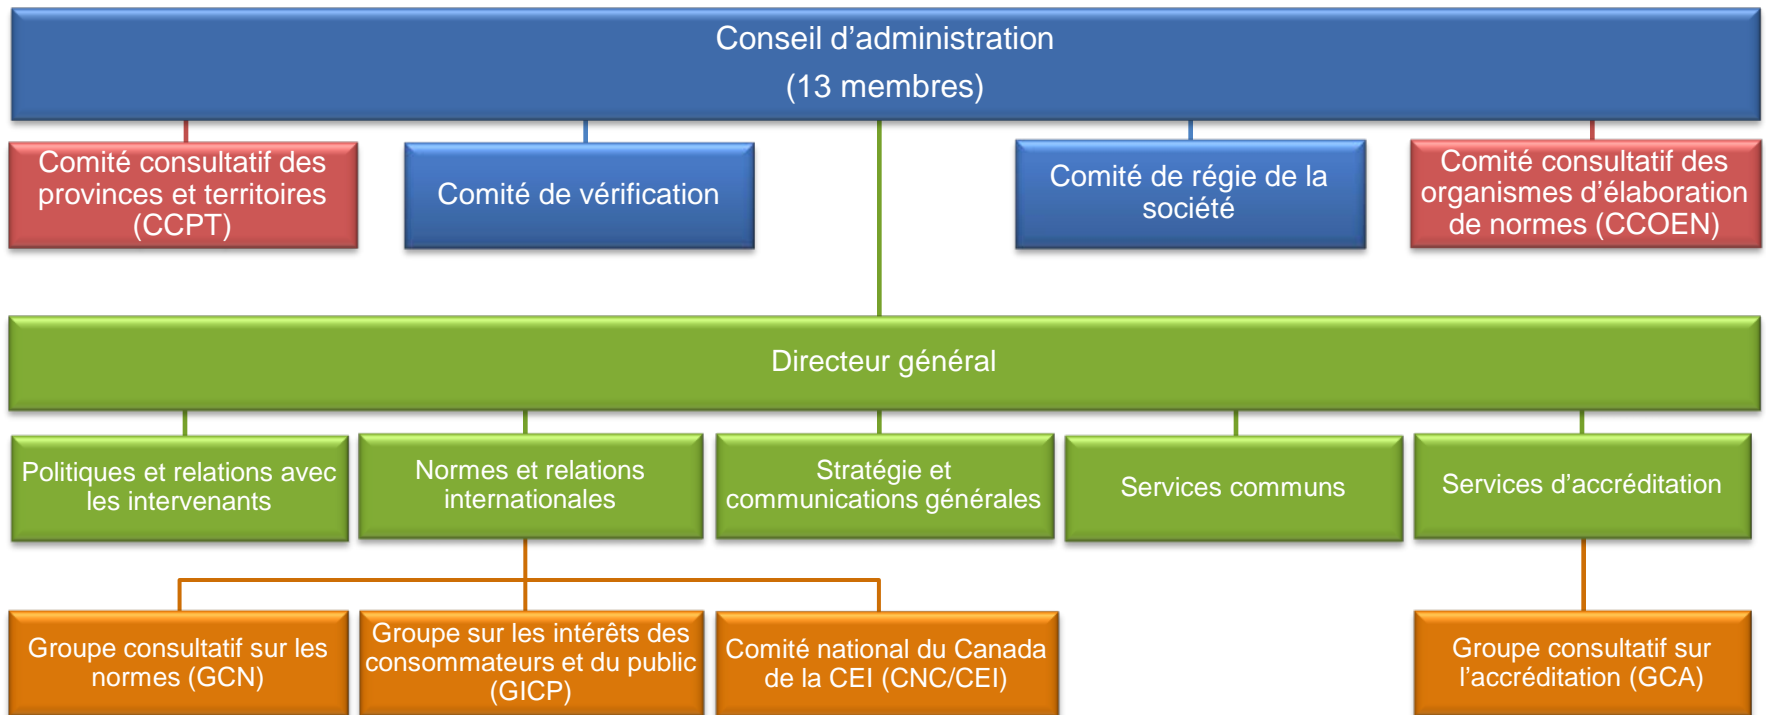 Conseil d’administration
(13 membres)
Comité consultatif des
provinces et territoires
(CCPT)
Comité de vérification
Comité de régie de la
société
Comité consultatif des
organismes d’élaboration
de normes (CCOEN)
Directeur général
Politiques et relations avec
les intervenants
Normes et relations
internationales
Stratégie et
communications générales
Services communs
Services d’accréditation
Groupe consultatif sur les
normes (GCN)
Groupe sur les intérêts des
consommateurs et du public
(GICP)
Comité national du Canada
de la CEI (CNC/CEI)
Groupe consultatif sur
l’accréditation (GCA)